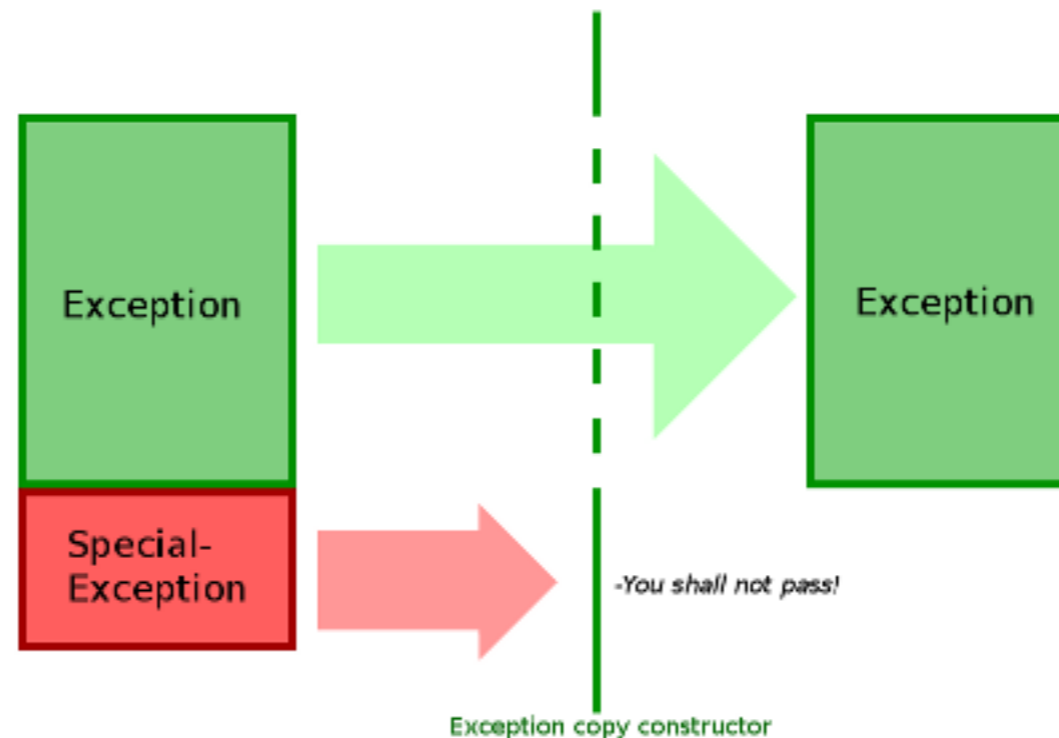 Exception
Exception
Special-
Exception
-You shall not pass!
Exception copy constructor